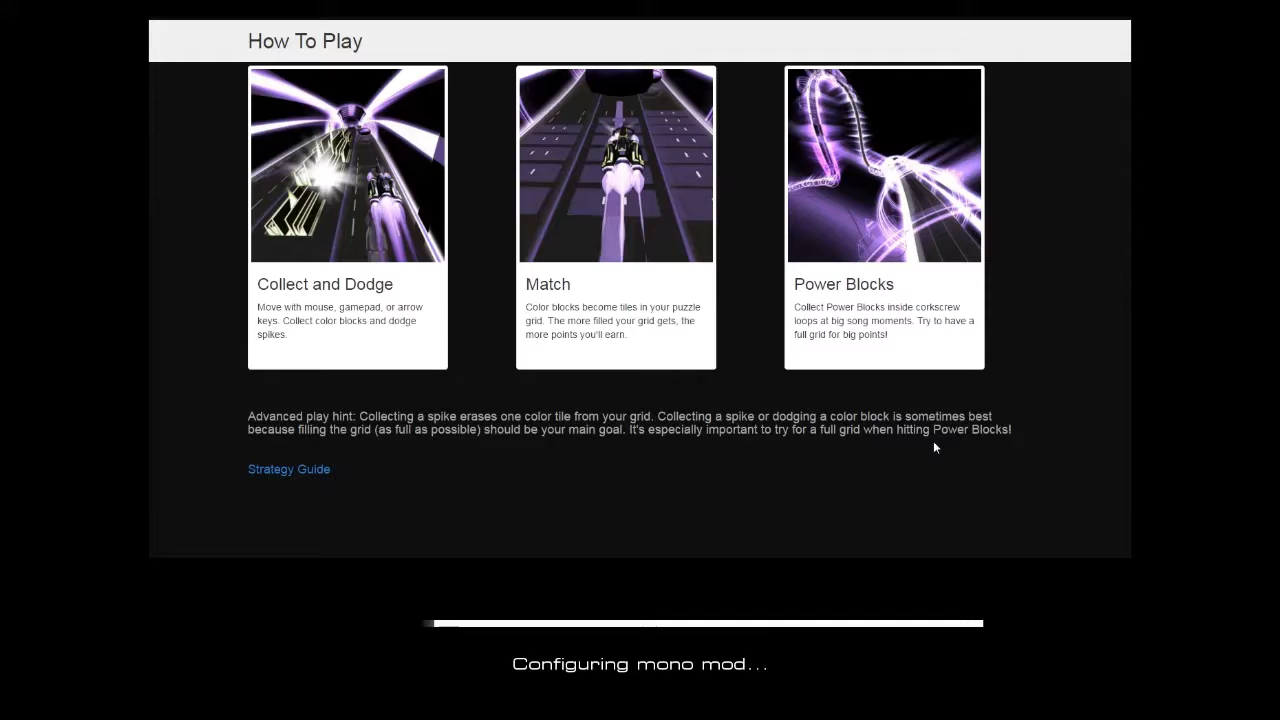 How To Play
Collect and Dodge
Move with mouse, gamepad, or arrow
keys. Collect color blocks and dodge
spikes.
Match
Color blocks become tiles in your puzzle
grid. The more filled your grid gets, the
more points you'll earn.
Power Blocks
Collect Power Blocks inside corkscrew
loops at big song moments. Try to have a
full grid for big points!
Advanced play hint: Collecting a spike erases one color tile from your grid. Collecting a spike or dodging a color block is sometimes best
because filling the grid (as full as possible) should be your main goal. It's especially important to try for a full grid when hitting Power Blocks!
Strategy Guide
Configuring mono mod...